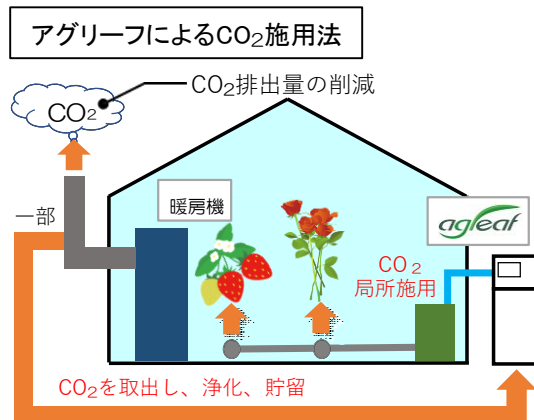 アグリーフによるCO₂施用法
CO₂排出量の削減
CO₂
一部
暖房機
agleaf
CO₂
局所施用
CO₂を取出し、浄化、貯留